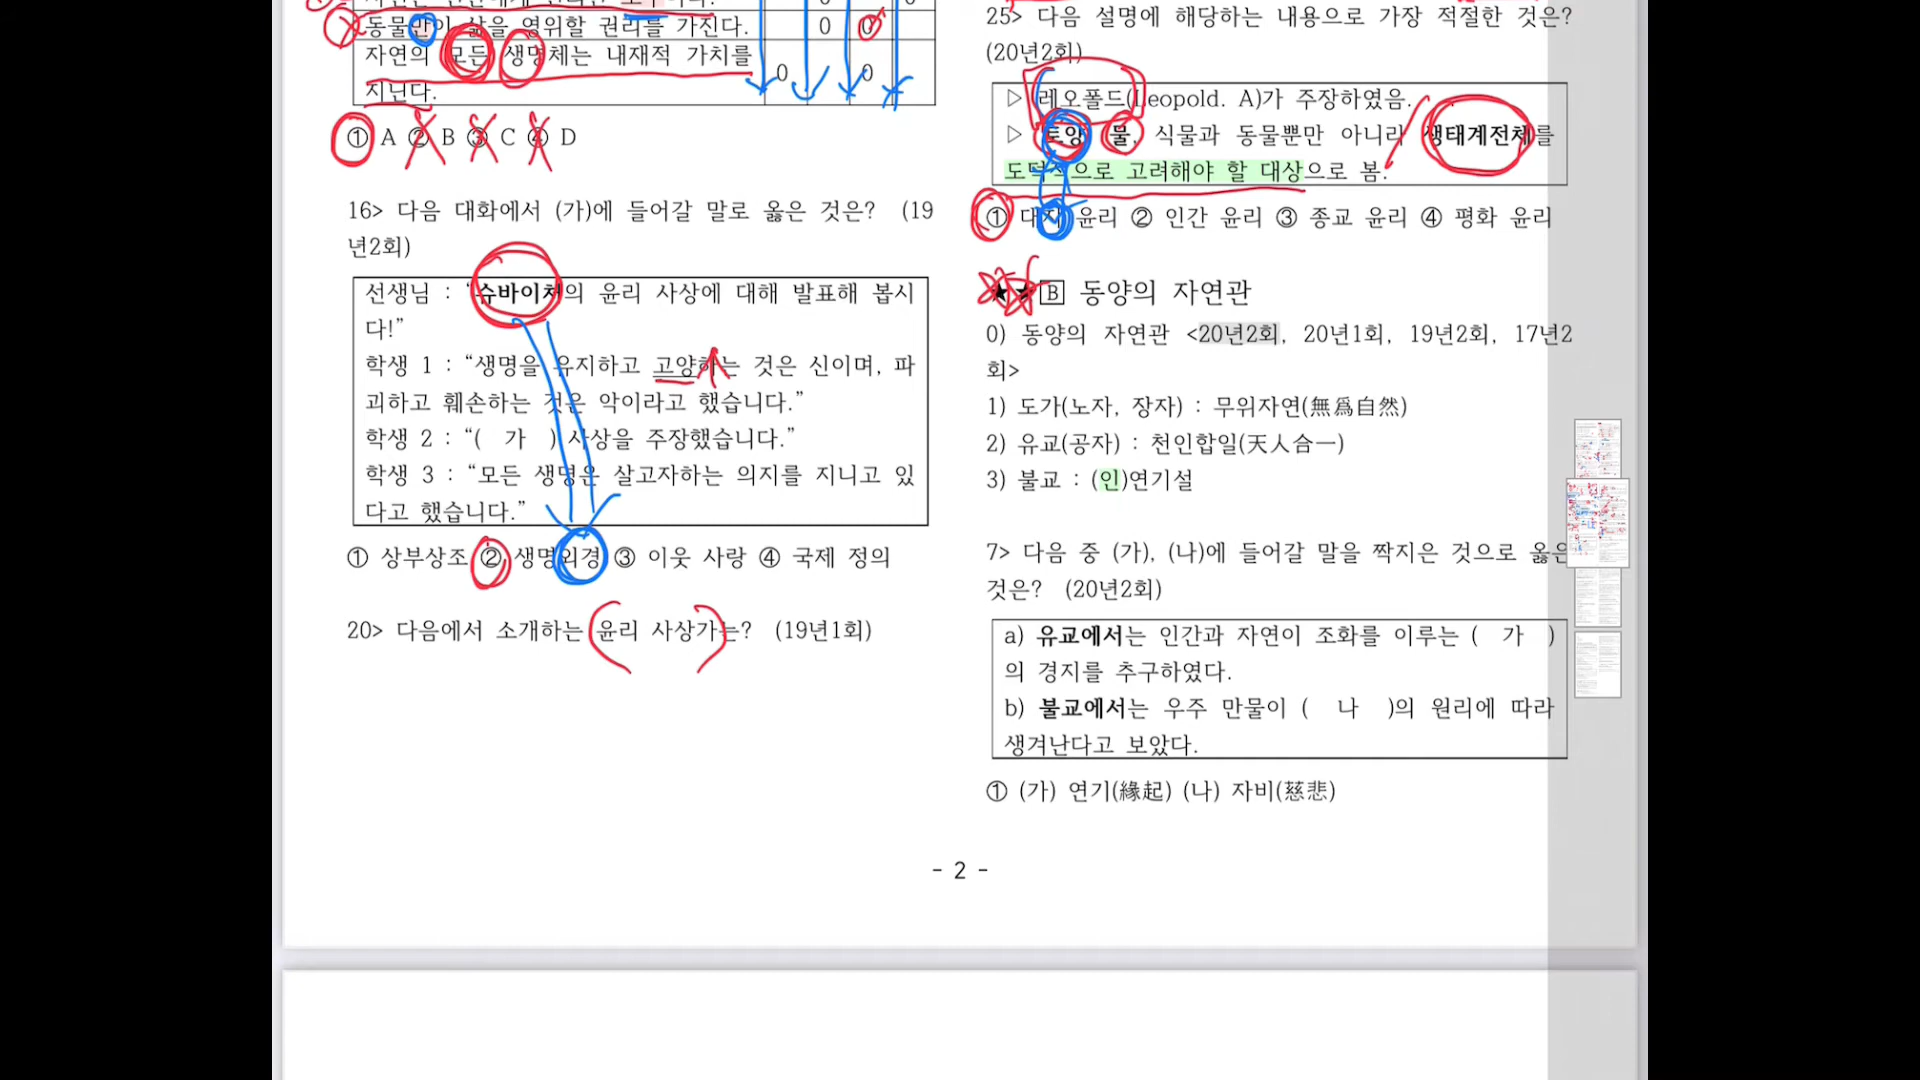 동물만이 삶을 영위할 권리를 가진다.
0
0
자연의 모든 생명체는 내재적 가치를
지닌다.
0
0
① A ② B ③ C ④ D
16> 다음 대화에서 (가)에 들어갈 말로 옳은 것은? (19
년2회)
선생님 : “슈바이처의 윤리 사상에 대해 발표해 봅시
다!”
학생 1 : “생명을 유지하고 고양하는 것은 신이며, 파
괴하고 훼손하는 것은 악이라고 했습니다.”
학생 2 : “( 가 ) 사상을 주장했습니다.”
학생 3 : “모든 생명은 살고자하는 의지를 지니고 있
다고 했습니다.”
① 상부상조 ② 생명외경 ③ 이웃 사랑 ④ 국제 정의
20> 다음에서 소개하는 윤리 사상가는? (19년1회)
25> 다음 설명에 해당하는 내용으로 가장 적절한 것은?
(20년2회)
▷ 레오폴드(Leopold. A)가 주장하였음.
▷ 토양, 물, 식물과 동물뿐만 아니라 생태계전체를
도덕적으로 고려해야 할 대상으로 봄.
① 대지 윤리 ② 인간 윤리 ③ 종교 윤리 ④ 평화 윤리
★★ B 동양의 자연관
0) 동양의 자연관 <20년2회, 20년1회, 19년2회, 17년2
회>
1) 도가(노자, 장자) : 무위자연(無爲自然)
2) 유교(공자) : 천인합일(天人合一)
3) 불교 : (인)연기설
7> 다음 중 (가), (나)에 들어갈 말을 짝지은 것으로 옳은
것은? (20년2회)
a) 유교에서는 인간과 자연이 조화를 이루는 ( 가 )
의 경지를 추구하였다.
b) 불교에서는 우주 만물이 ( 나 )의 원리에 따라
생겨난다고 보았다.
① (가) 연기(緣起) (나) 자비(慈悲)
- 2 -